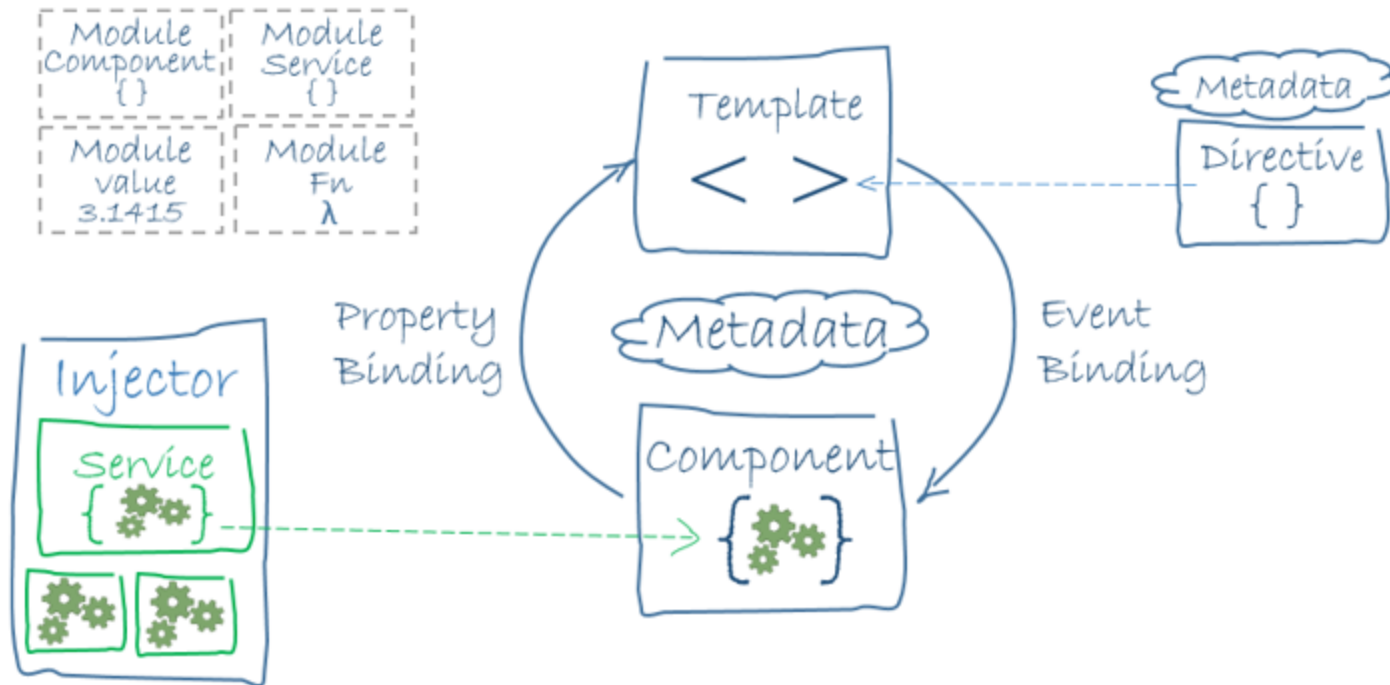 Module
Component
{ }
Module
Service
{ }
Module
value
3.1415
Module
Fn
λ
Template
< >
Metadata
Directive
{ }
Property
Binding
Metadata
Event
Binding
Injector
Service
{ }
Component
{ }